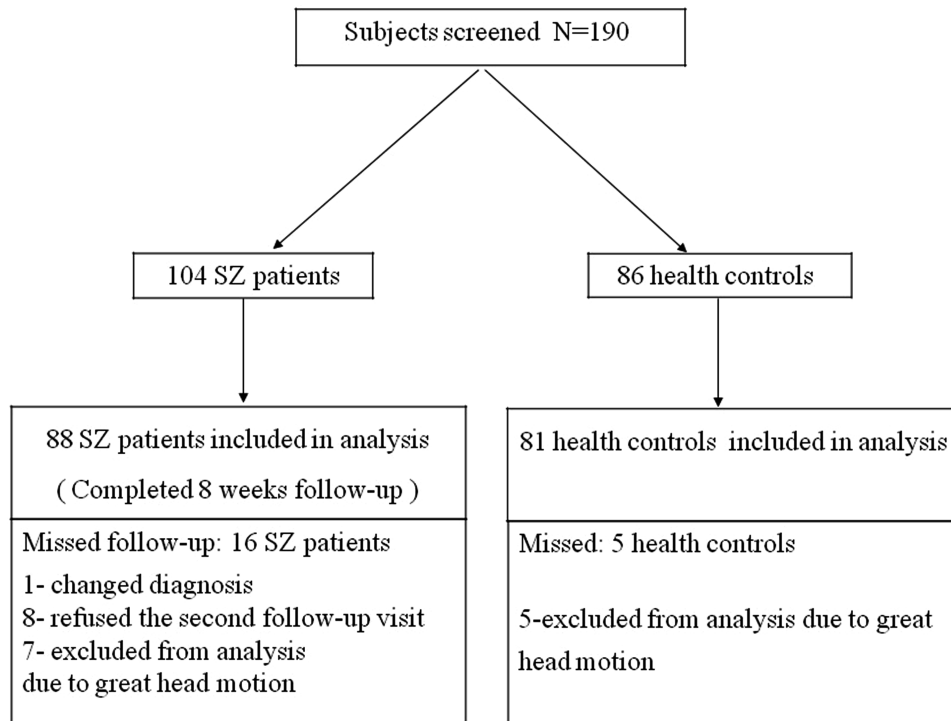 Subjects screened N=190
104 SZ patients
86 health controls
88 SZ patients included in analysis
( Completed 8 weeks follow-up )
Missed follow-up: 16 SZ patients
1- changed diagnosis
8- refused the second follow-up visit
7- excluded from analysis
due to great head motion
81 health controls included in analysis
Missed: 5 health controls
5-excluded from analysis due to great
head motion